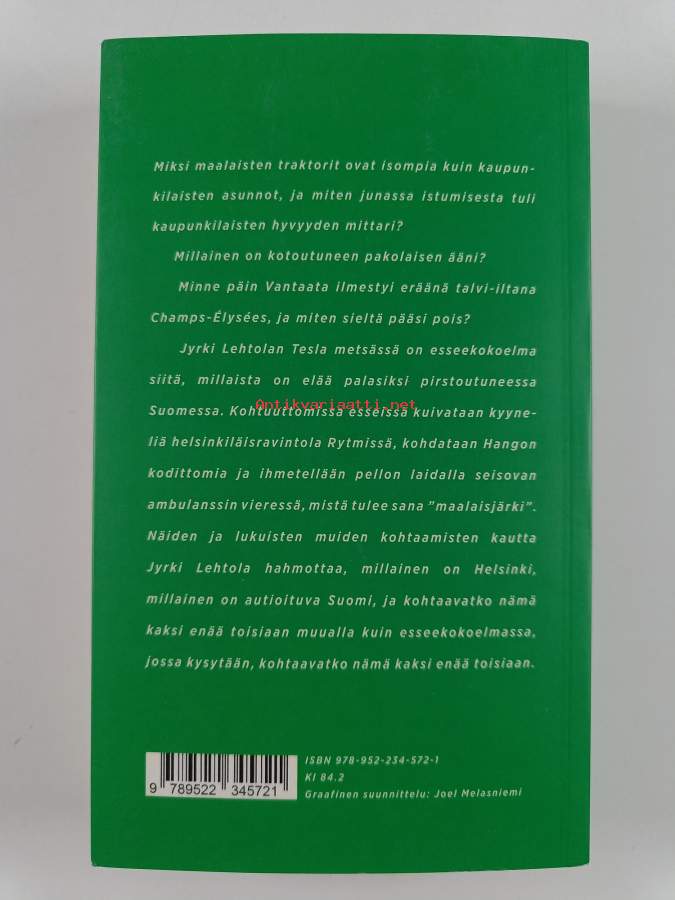 Miksi maalaisten traktorit ovat isompia kuin kaupun-
kilaisten asunnot, ja miten junassa istumisesta tuli
kaupunkilaisten hyvyyden mittari?
Millainen on kotoutuneen pakolaisen ääni?
Minne päin Vantaata ilmestyi eräänä talvi-iltana
Champs-Élysées, ja miten sieltä pääsi pois?
Jyrki Lehtolan Tesla metsässä on esseekokoelma
siitä, millaista on elää palasiksi pirstoutuneessa
Suomessa. Kohtuuttomissa esseissä kuivataan kyyne-
Antikvariaatti.net
liä helsinkiläisravintola Rytmissä, kohdataan Hangon
kodittomia ja ihmetellään pellon laidalla seisovan
ambulanssin vieressä, mistä tulee sana ”maalaisjärki”.
Näiden ja lukuisten muiden kohtaamisten kautta
Jyrki Lehtola hahmottaa, millainen on Helsinki,
millainen on autioituva Suomi, ja kohtaavatko nämä
kaksi enää toisiaan muualla kuin esseekokoelmassa,
jossa kysytään, kohtaavatko nämä kaksi enää toisiaan.
ISBN 978-952-234-572-1
Kl 84.2
Graafinen suunnittelu: Joel Melasniemi
9 789522 345721